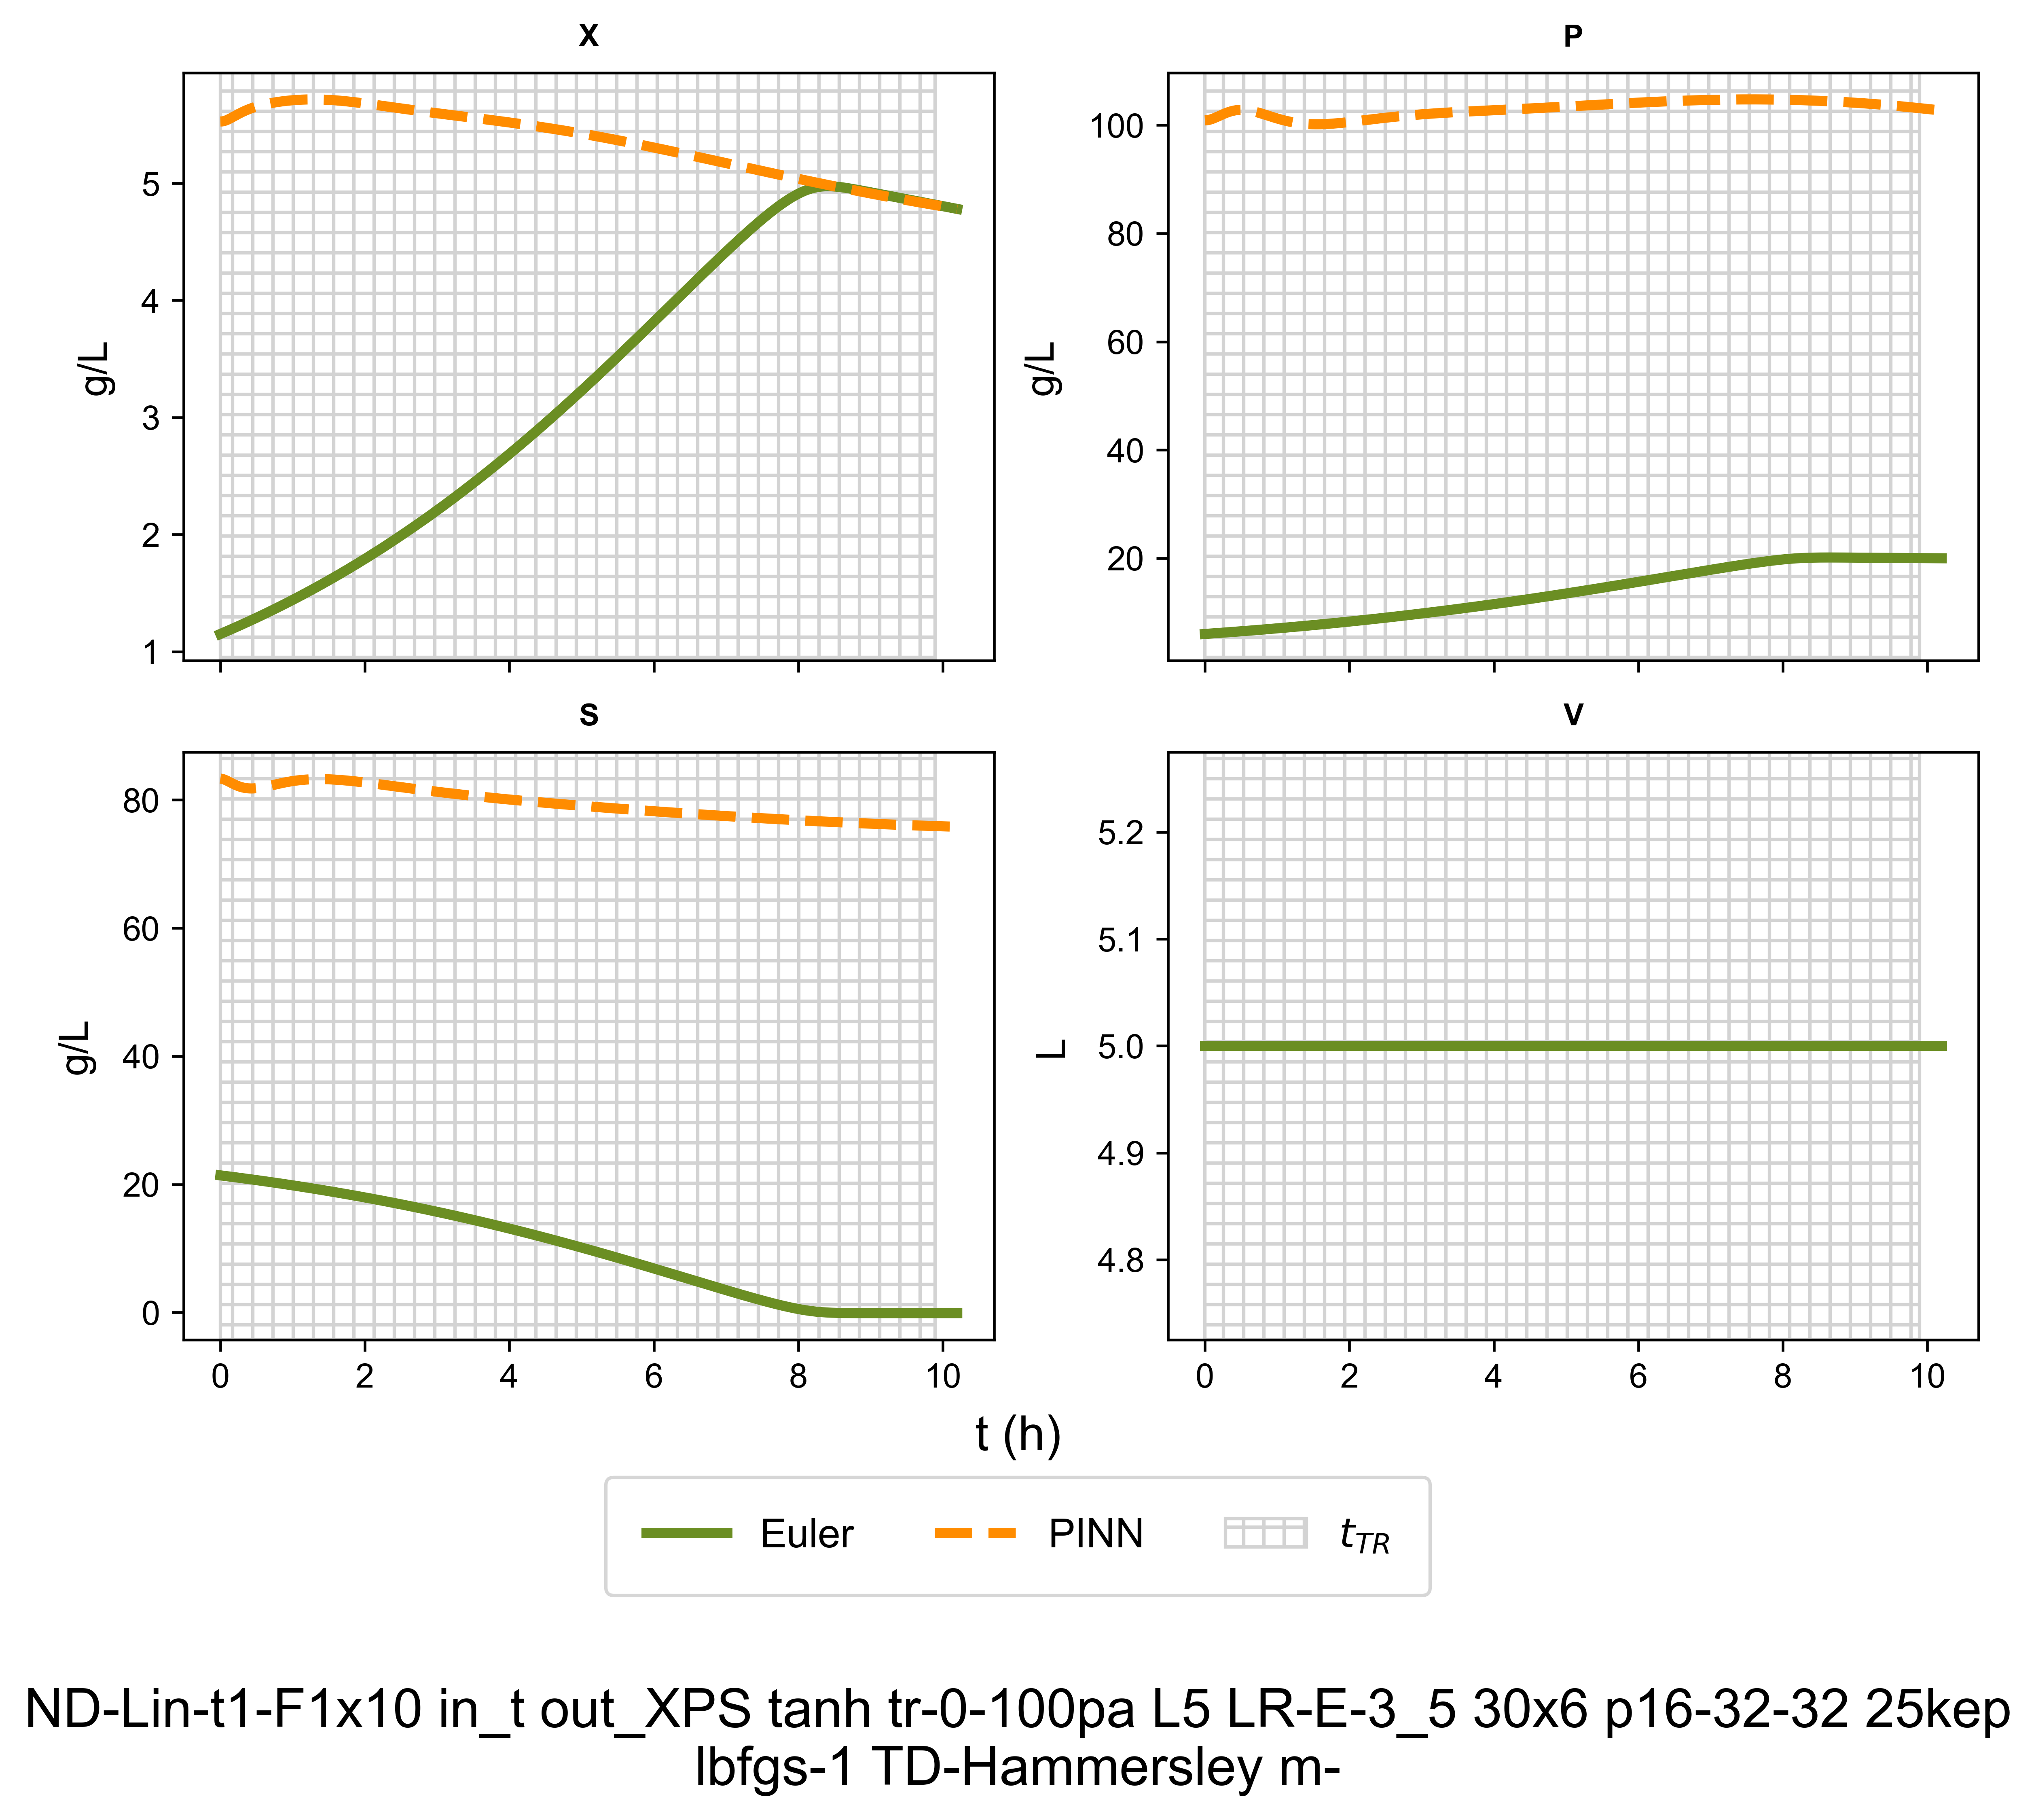 X
P
5
4
3
2
1
g/L
100
80
60
40
20
g/L
S
V
80
60
40
20
0
g/L
5.2
5.1
5.0
4.9
4.8
L
0 2 4 6 8 10
0 2 4 6 8 10
t (h)
Euler PINN t_TR
ND-Lin-t1-F1x10 in_t out_XPS tanh tr-0-100pa L5 LR-E-3_5 30x6 p16-32-32 25kep
lbfgs-1 TD-Hammersley m-